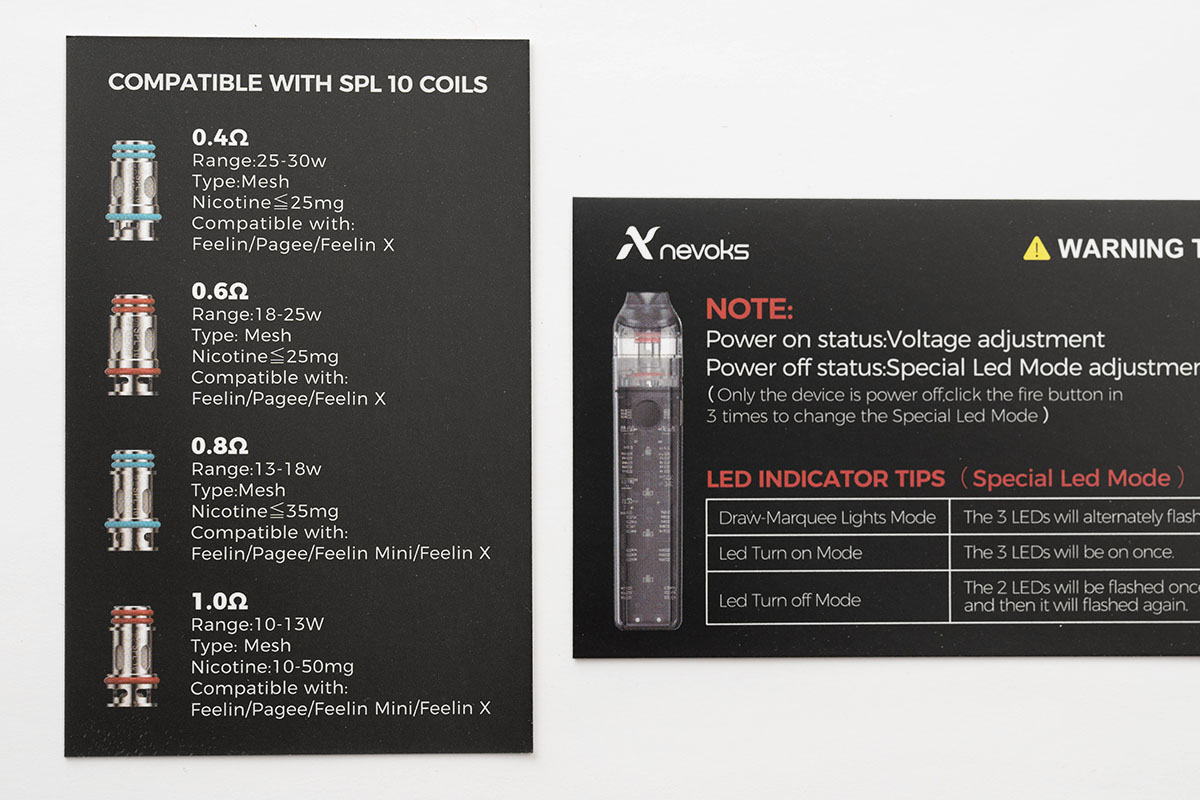 COMPATIBLE WITH SPL 10 COILS
0.4Ω
Range:25-30w
Type:Mesh
Nicotine≦25mg
Compatible with:
Feelin/Pagee/Feelin X
0.6Ω
Range:18-25w
Type: Mesh
Nicotine≦25mg
Compatible with:
Feelin/Pagee/Feelin X
0.8Ω
Range:13-18w
Type:Mesh
Nicotine≦35mg
Compatible with:
Feelin/Pagee/Feelin Mini/Feelin X
1.0Ω
Range:10-13W
Type: Mesh
Nicotine:10-50mg
Compatible with:
Feelin/Pagee/Feelin Mini/Feelin X
nevoks
WARNING
NOTE:
Power on status:Voltage adjustment
Power off status:Special Led Mode
(Only the device is power off,click the fire button in
3 times to change the Special Led Mode)
LED INDICATOR TIPS (Special Led Mode)
Draw-Marquee Lights Mode The 3 LEDs will alternately
Led Turn on Mode The 3 LEDs will be on once.
Led Turn off Mode The 2 LEDs will be flashed
and then it will flashed again.